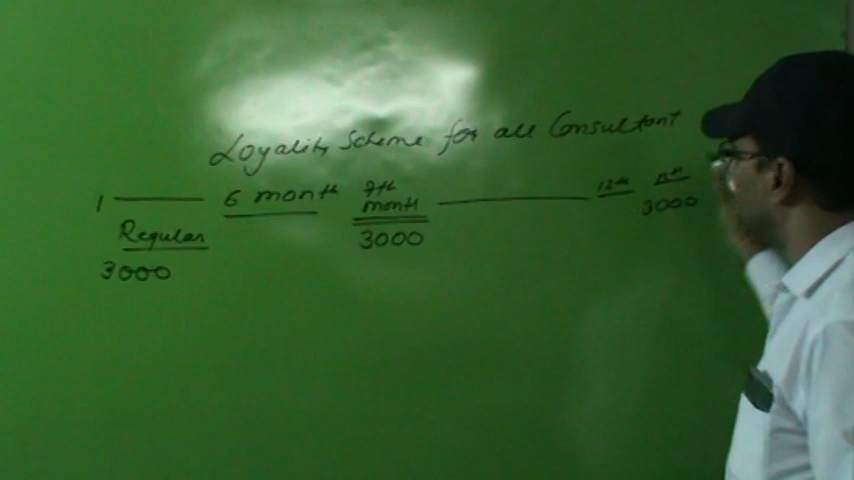 Loyality Scheme for all Consultant
1 ——— 6 month 7th month ——— 12th
Regular
3000 3000 3000